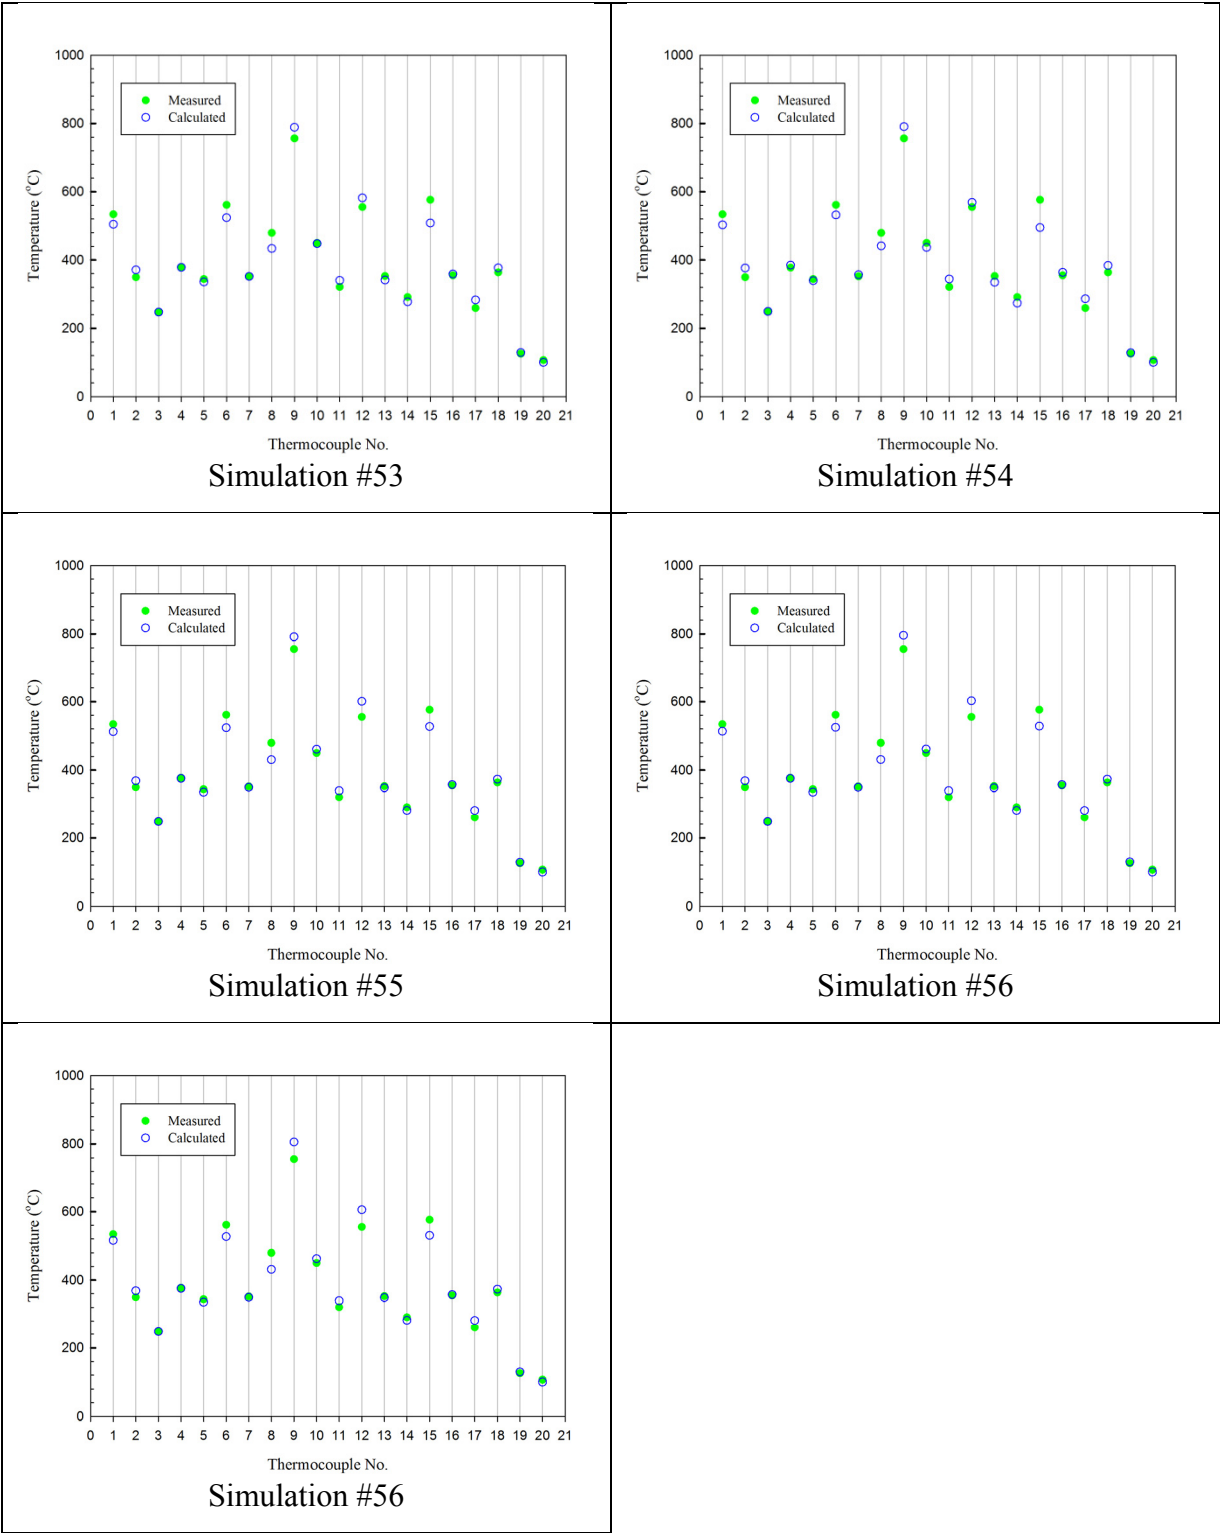 1000
800
600
400
200
0
Temperature (°C)
Measured
Calculated
0 1 2 3 4 5 6 7 8 9 10 11 12 13 14 15 16 17 18 19 20 21
Thermocouple No.
Simulation #53
1000
800
600
400
200
0
Temperature (°C)
Measured
Calculated
0 1 2 3 4 5 6 7 8 9 10 11 12 13 14 15 16 17 18 19 20 21
Thermocouple No.
Simulation #54
1000
800
600
400
200
0
Temperature (°C)
Measured
Calculated
0 1 2 3 4 5 6 7 8 9 10 11 12 13 14 15 16 17 18 19 20 21
Thermocouple No.
Simulation #55
1000
800
600
400
200
0
Temperature (°C)
Measured
Calculated
0 1 2 3 4 5 6 7 8 9 10 11 12 13 14 15 16 17 18 19 20 21
Thermocouple No.
Simulation #56
1000
800
600
400
200
0
Temperature (°C)
Measured
Calculated
0 1 2 3 4 5 6 7 8 9 10 11 12 13 14 15 16 17 18 19 20 21
Thermocouple No.
Simulation #56